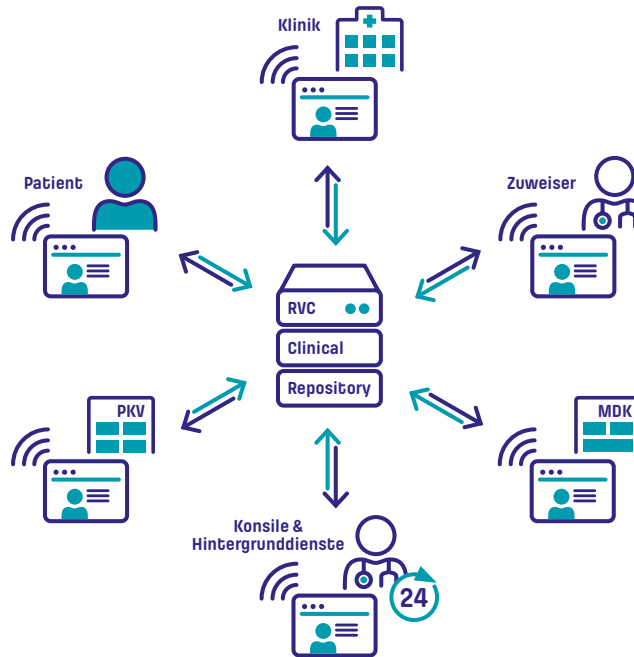 Klinik
Patient
Zuweiser
RVC
Clinical
Repository
PKV
MDK
Konsile &
Hintergrunddienste
24